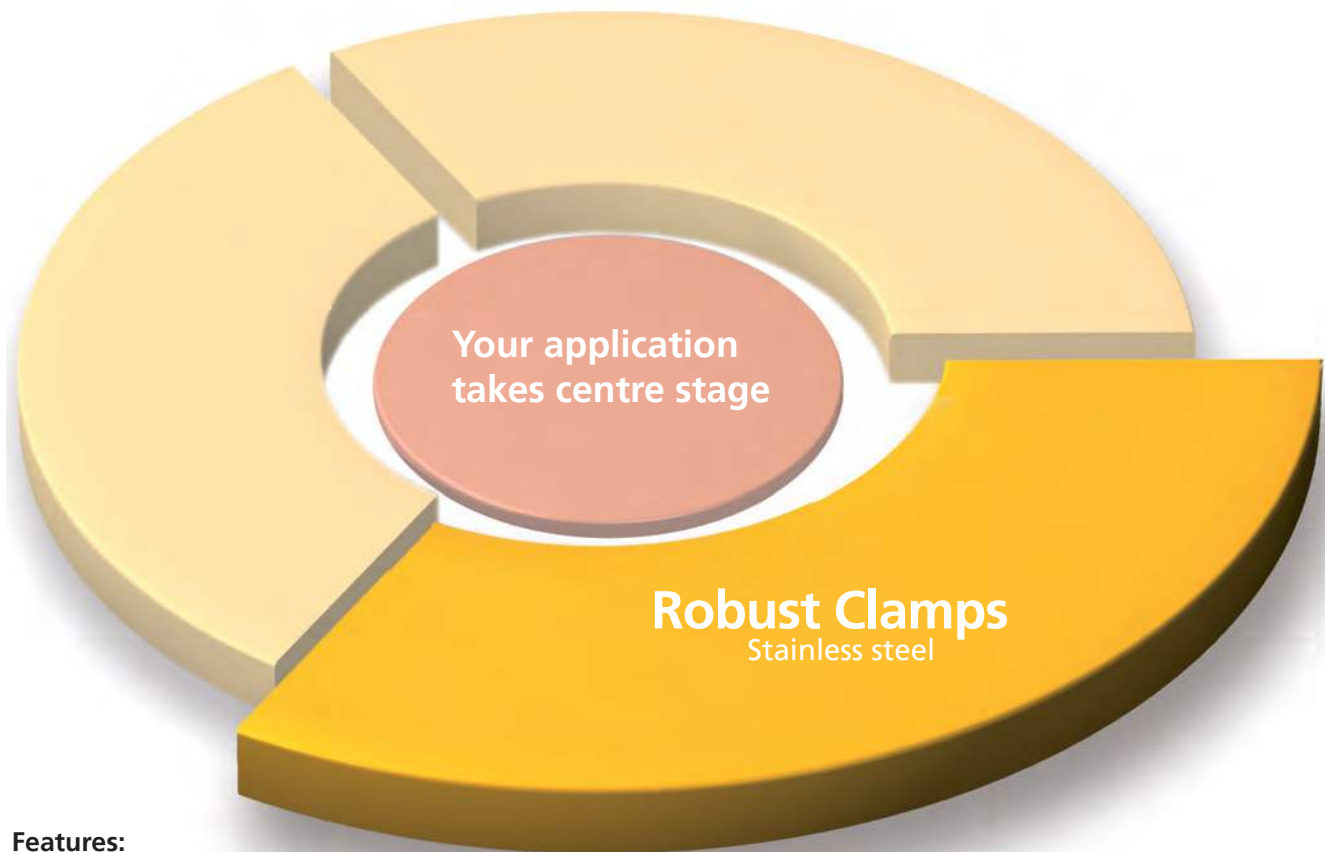 Your application
takes centre stage
Robust Clamps
Stainless steel
Features: